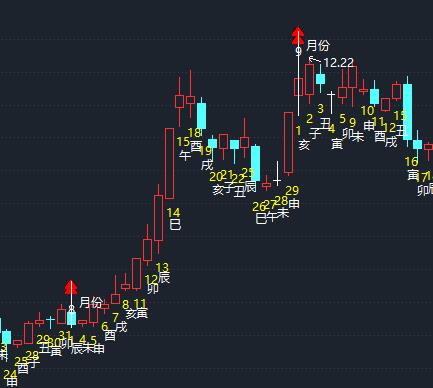 9 月份
12.22
15
午
18
酉
19
戌
20
亥
21
子
22
丑
25
辰
26
巳
27
午
28
未
29
申
1
亥
2
子
3
丑
4
寅
5
卯
9
未
10
申
11
酉
12
戌
15
丑
16
寅
17
卯
14
巳
13
辰
12
卯
11
寅
8
亥
7
戌
6
酉
5
申
4
未
辰
8 月份
31
卯
30
寅
29
丑
28
子
25
酉
24
申
未